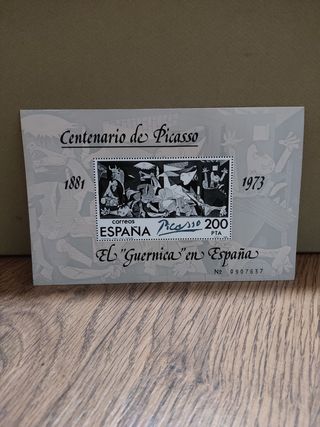 Centenario de Picasso
1881
1973
correos
ESPAÑA
Picasso
200
PTA
El "Guernica" en España
Nº 0907637